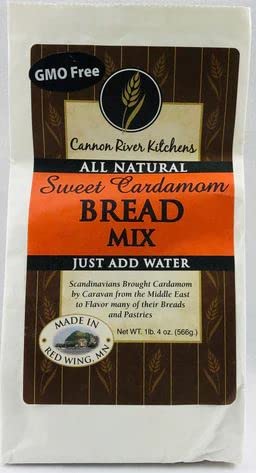 GMO Free
Cannon River Kitchens
ALL NATURAL
Sweet Cardamom
BREAD
MIX
JUST ADD WATER
Scandinavians Brought Cardamom
by Caravan from the Middle East
to Flavor many of their Breads
and Pastries
Net WT. 1lb. 4 oz. (566g.)
MADE IN
RED WING, MN